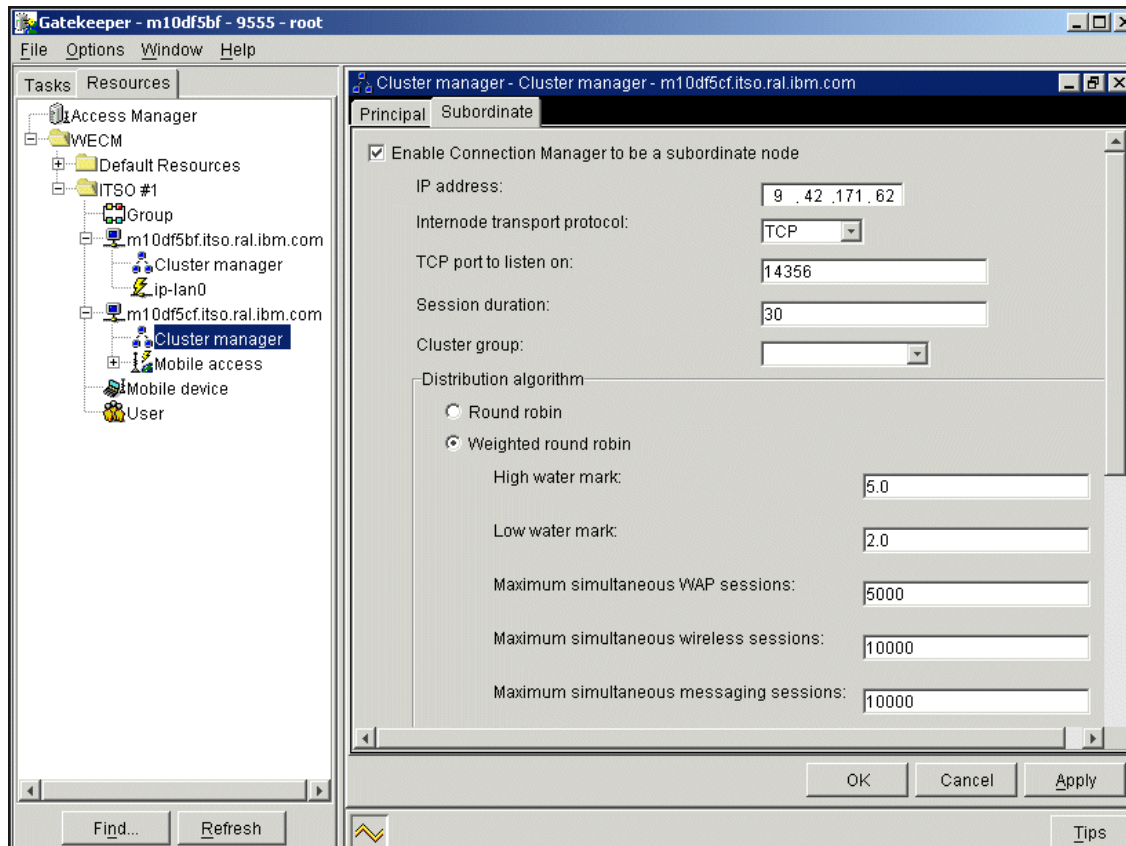 Gatekeeper - m10df5bf - 9555 - root
File Options Window Help
Tasks Resources
Access Manager
WECM
Default Resources
ITSO #1
Group
m10df5bf.itso.ral.ibm.com
Cluster manager
ip-lan0
m10df5cf.itso.ral.ibm.com
Cluster manager
Mobile access
Mobile device
User
Find... Refresh
Cluster manager - Cluster manager - m10df5cf.itso.ral.ibm.com
Principal Subordinate
Enable Connection Manager to be a subordinate node
IP address: 9 .42 .171.62
Internode transport protocol: TCP
TCP port to listen on: 14356
Session duration: 30
Cluster group:
Distribution algorithm
Round robin
Weighted round robin
High water mark: 5.0
Low water mark: 2.0
Maximum simultaneous WAP sessions: 5000
Maximum simultaneous wireless sessions: 10000
Maximum simultaneous messaging sessions: 10000
OK Cancel Apply
Tips